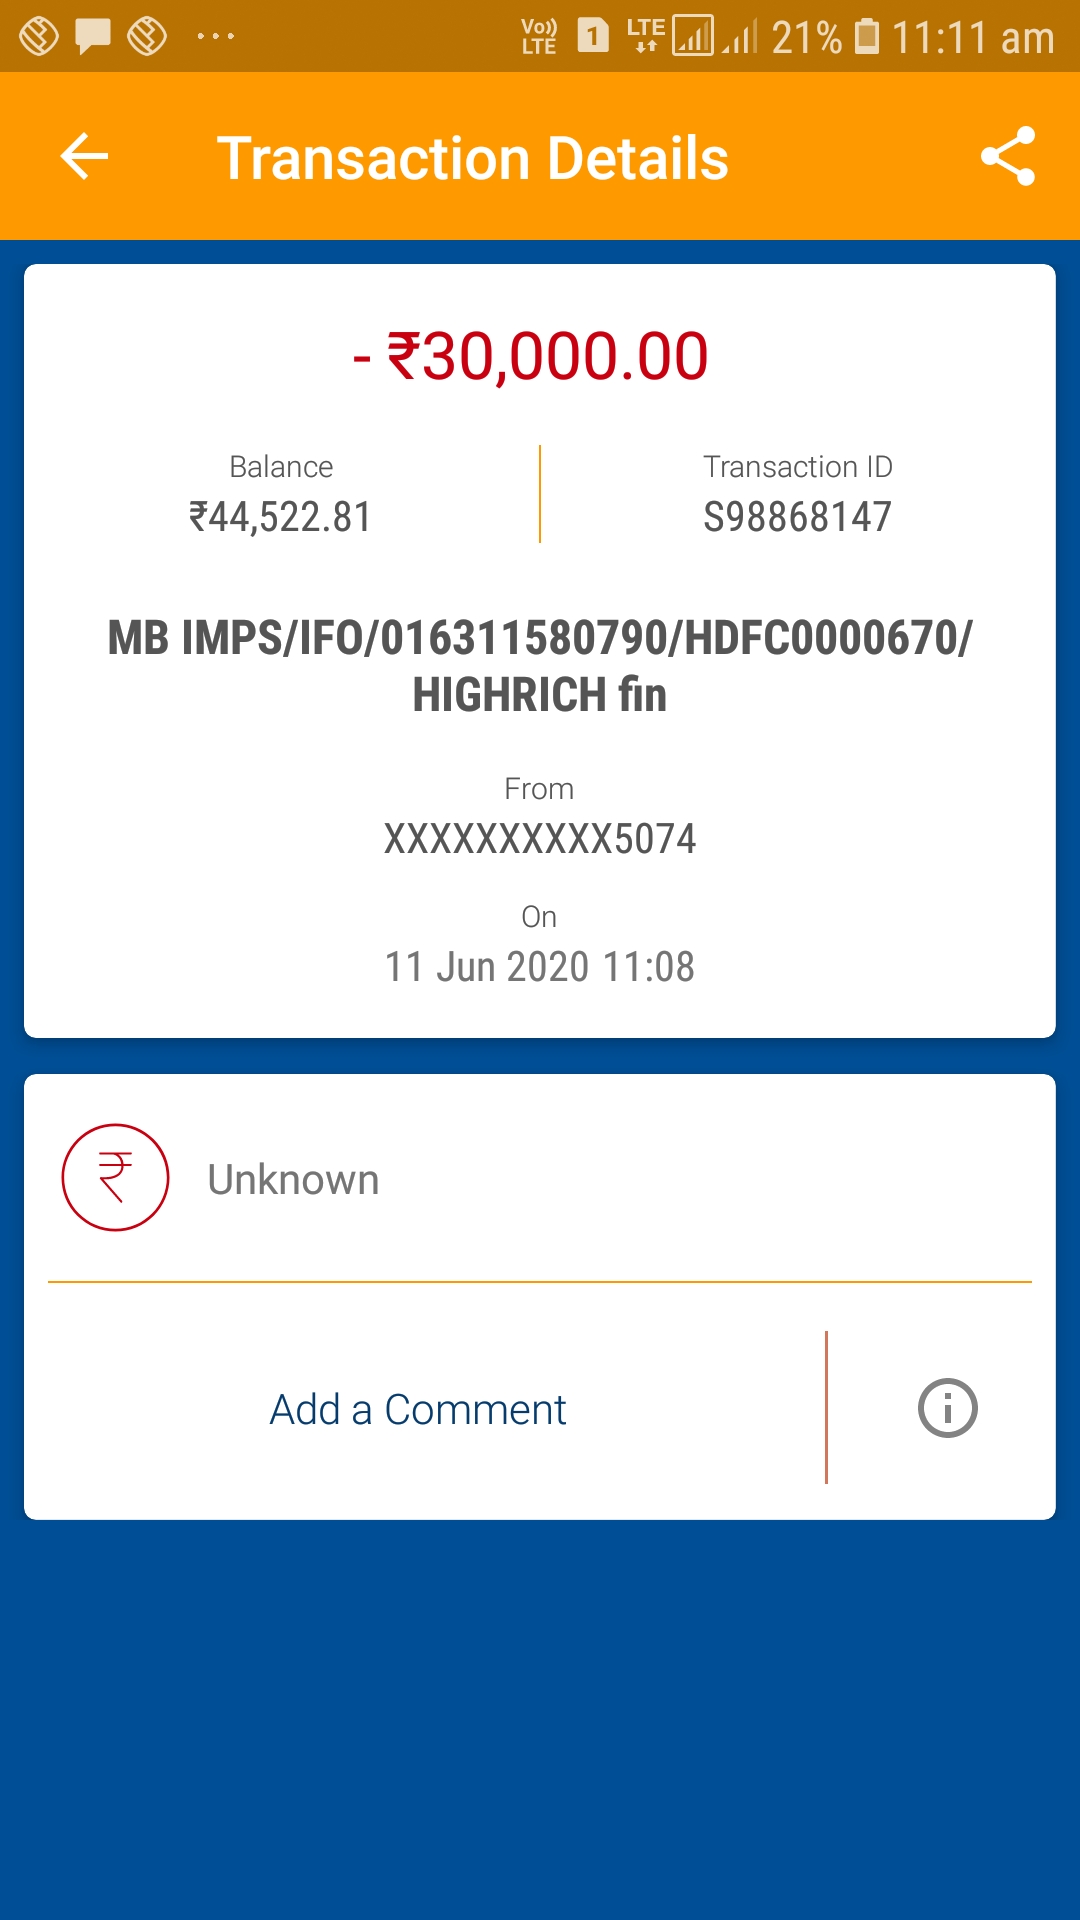 Vo)) LTE 1 LTE 21% 11:11 am
Transaction Details
- ₹30,000.00
Balance
₹44,522.81
Transaction ID
S98868147
MB IMPS/IFO/016311580790/HDFC0000670/
HIGHRICH fin
From
XXXXXXXXXX5074
On
11 Jun 2020 11:08
₹ Unknown
Add a Comment